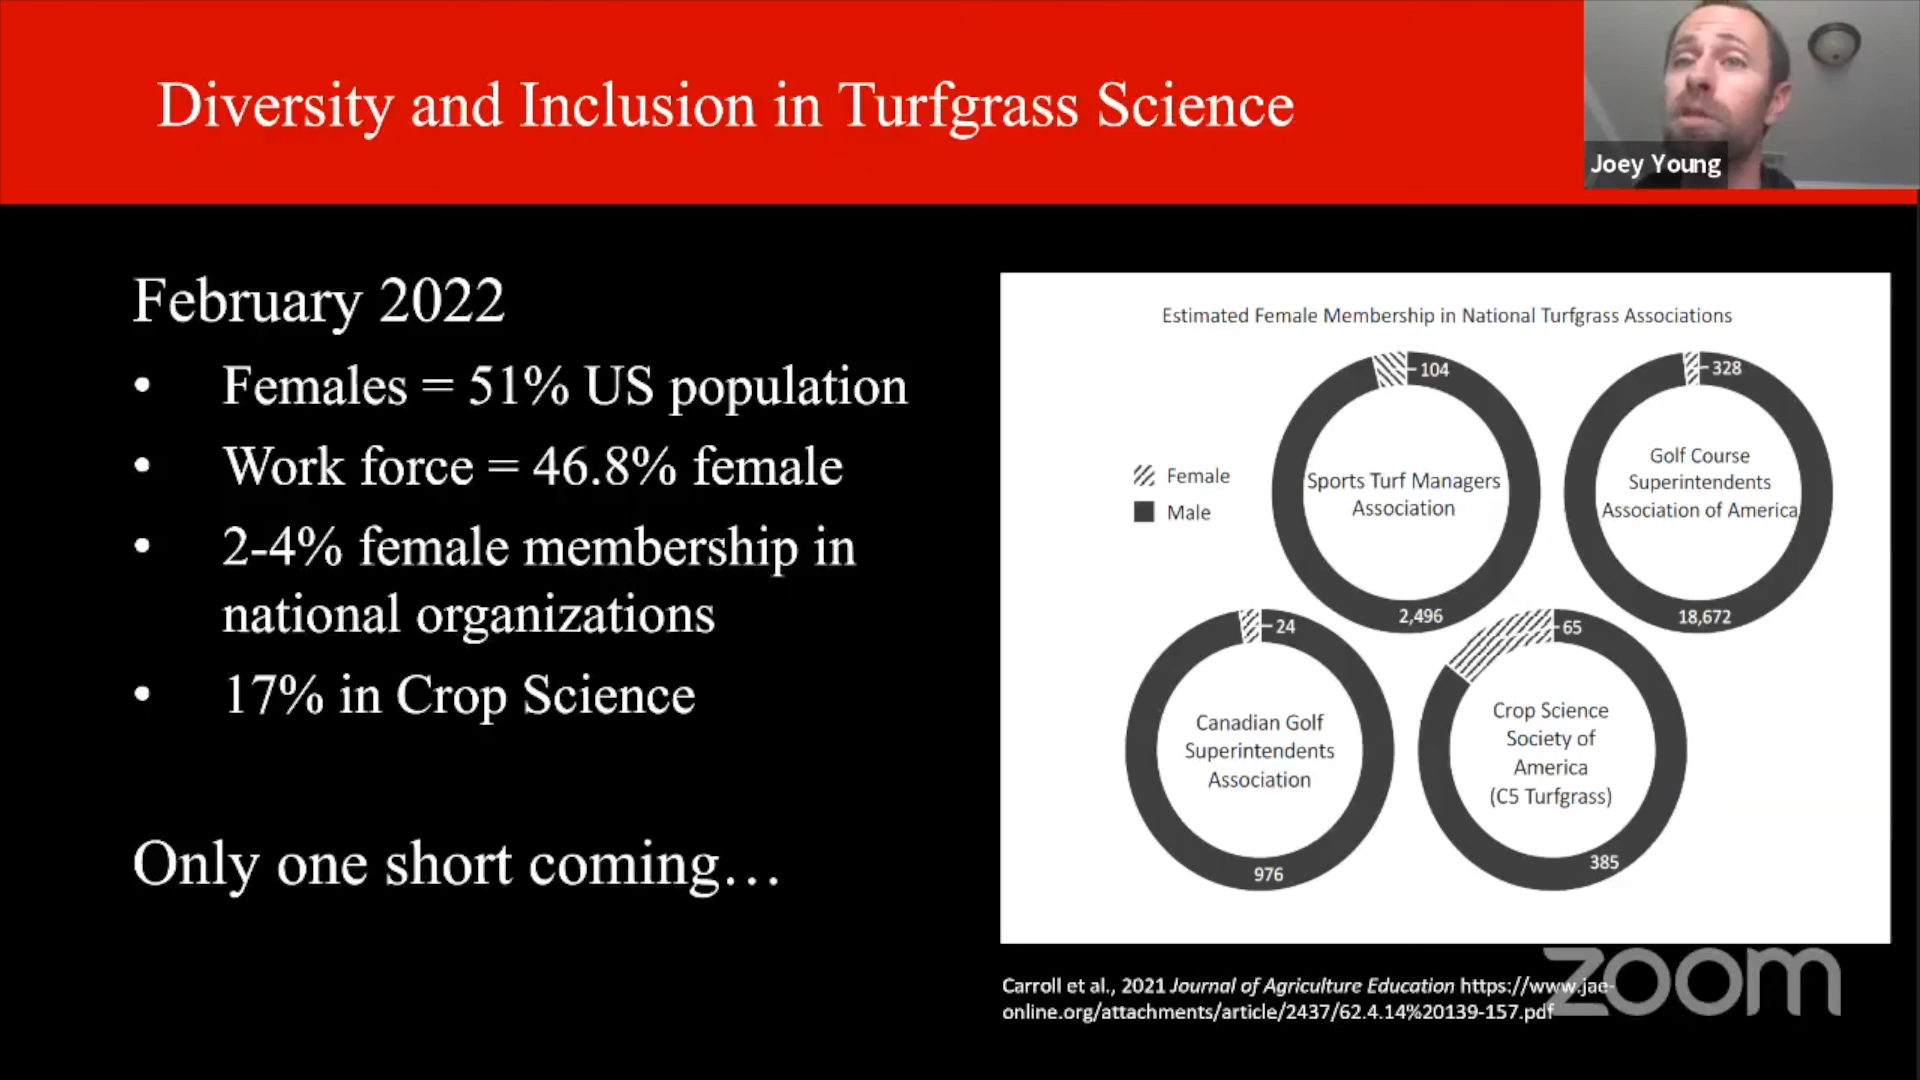 Diversity and Inclusion in Turfgrass Science
Joey Young
February 2022
• Females = 51% US population
• Work force = 46.8% female
• 2-4% female membership in
national organizations
• 17% in Crop Science
Only one short coming…
Estimated Female Membership in National Turfgrass Associations
Female
Male
104
Sports Turf Managers
Association
2,496
328
Golf Course
Superintendents
Association of America
18,672
24
Canadian Golf
Superintendents
Association
976
65
Crop Science
Society of
America
(C5 Turfgrass)
385
Carroll et al., 2021 Journal of Agriculture Education https://www.jae-
online.org/attachments/article/2437/62.4.14%20139-157.pdf
zoom